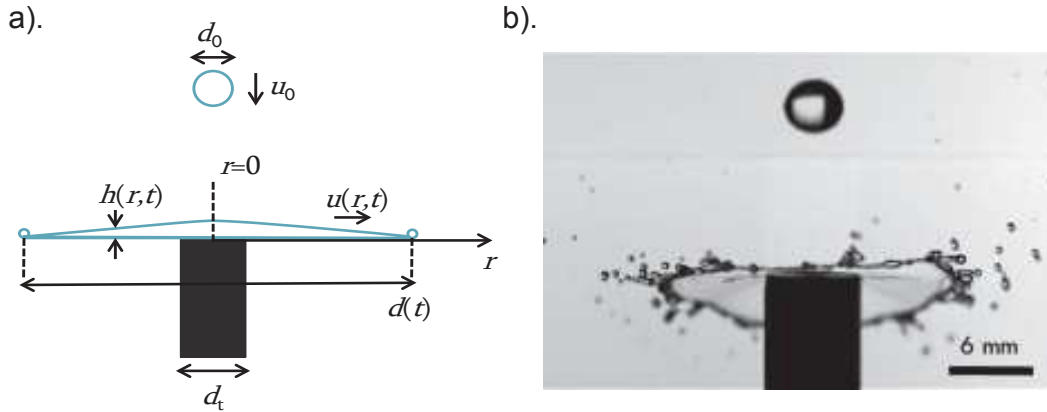 a).
d₀
u₀
r=0
h(r,t)
u(r,t)
r
d(t)
dₜ
b).
6 mm